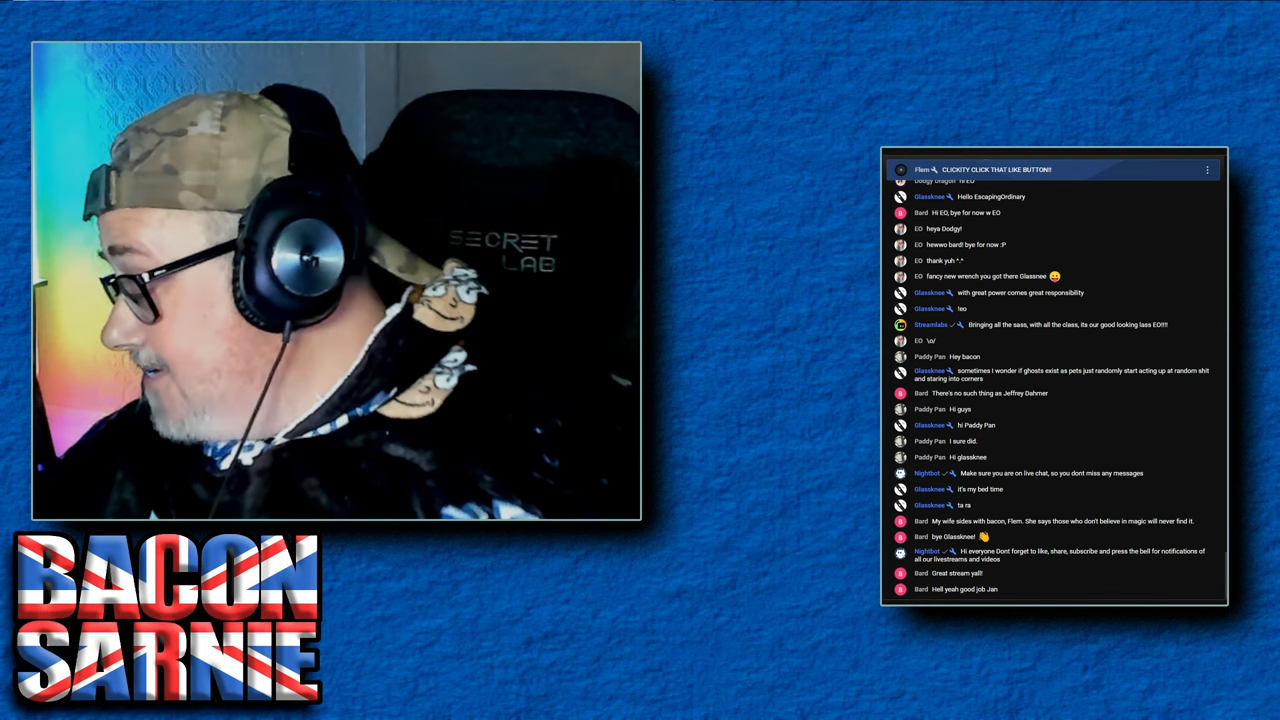 SECRET
LAB
BACON
SARNIE
Flem CLICKITY CLICK THAT LIKE BUTTON!!
Dodgy Dragon hi EO
Glassknee Hello EscapingOrdinary
Bard Hi EO, bye for now w EO
EO heya Dodgy!
EO hewwo bard! bye for now :P
EO thank yuh ^.^
EO fancy new wrench you got there Glassnee 😛
Glassknee with great power comes great responsibility
Glassknee !eo
Streamlabs Bringing all the sass, with all the class, its our good looking lass EO!!!!
EO \o/
Paddy Pan Hey bacon
Glassknee sometimes I wonder if ghosts exist as pets just randomly start acting up at random shit
and staring into corners
Bard There's no such thing as Jeffrey Dahmer
Paddy Pan Hi guys
Glassknee hi Paddy Pan
Paddy Pan I sure did.
Paddy Pan Hi glassknee
Nightbot Make sure you are on live chat, so you dont miss any messages
Glassknee it's my bed time
Glassknee ta ra
Bard My wife sides with bacon, Flem. She says those who don't believe in magic will never find it.
Bard bye Glassknee! 👋
Nightbot Hi everyone Dont forget to like, share, subscribe and press the bell for notifications of
all our livestreams and videos
Bard Great stream yall!
Bard Hell yeah good job Jan